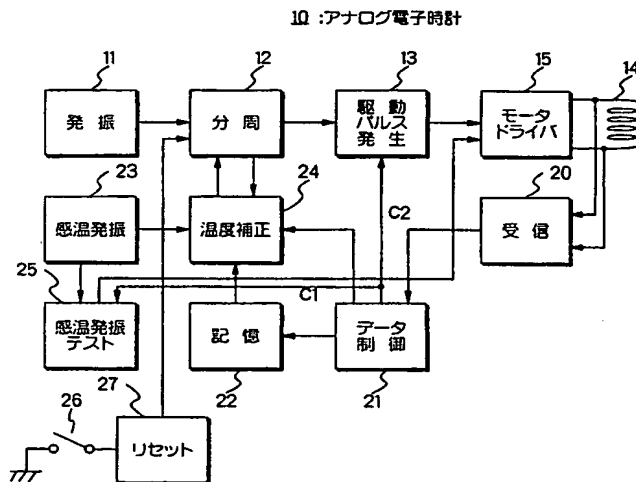 10 :アナログ電子時計
11
12
13
15
14
発 振
分 周
駆 動
パルス
発 生
モータ
ドライバ
23
24
20
感温発振
温度補正
受 信
C2
25
C1
感温発振
テスト
記 憶
データ
制御
27
22
21
26
リセット